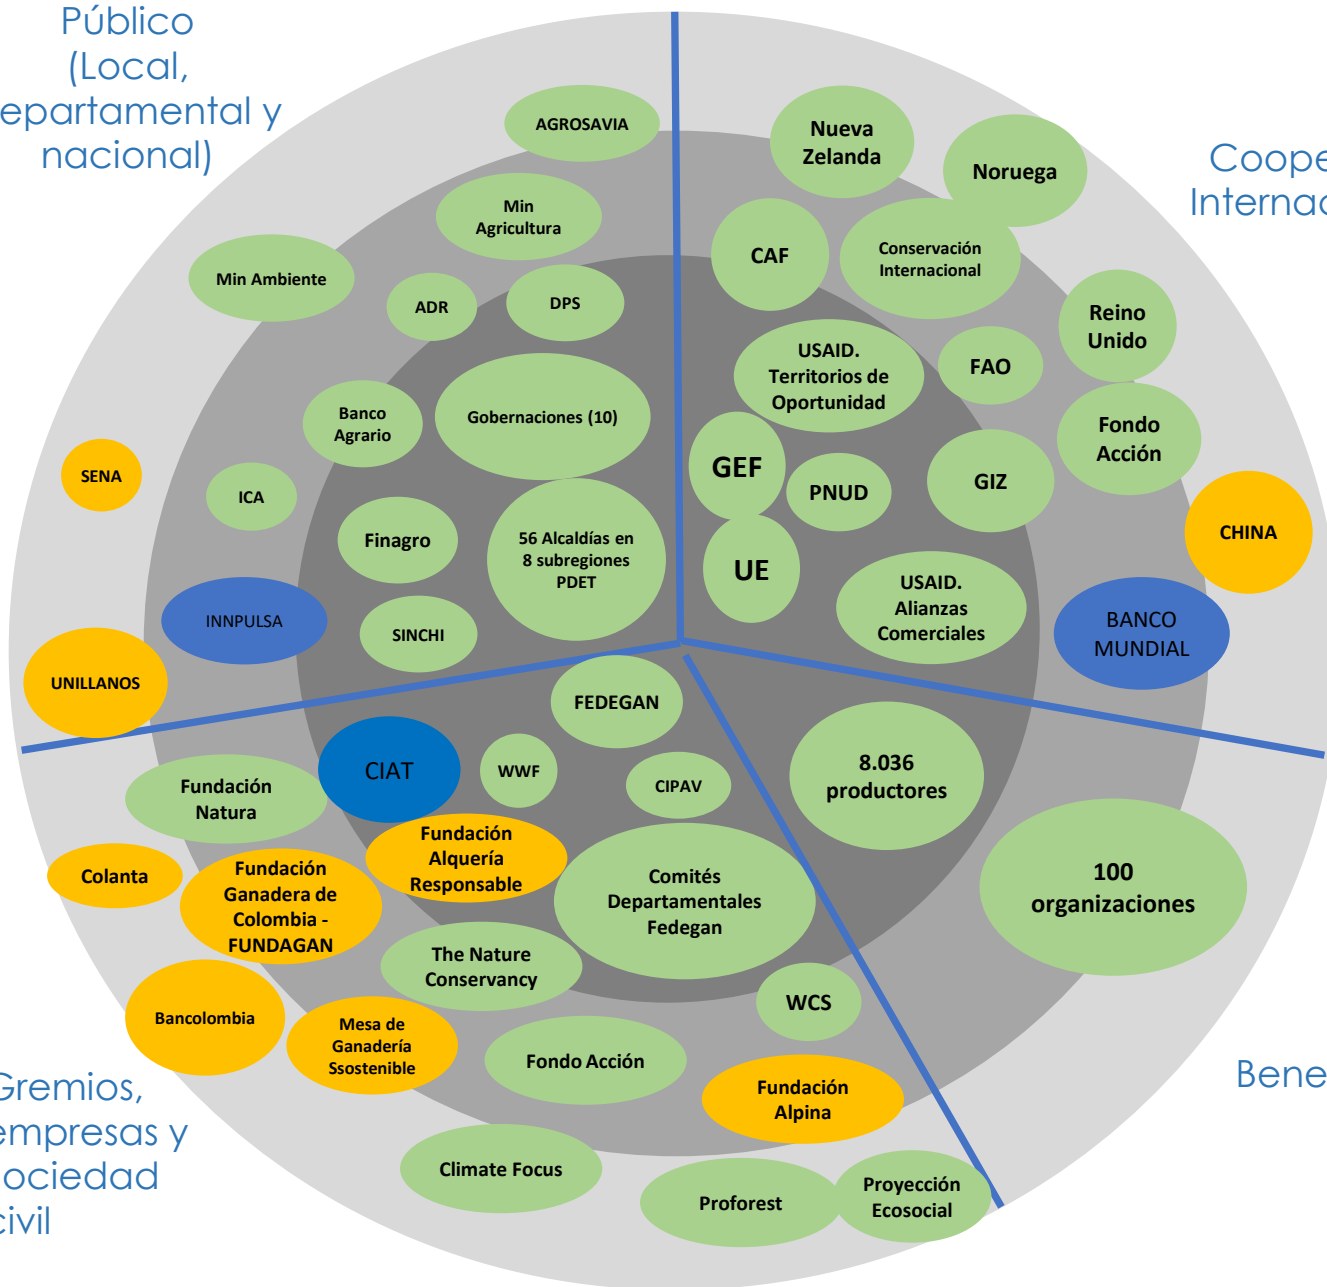 Público
(Local,
epartamental y
nacional)
AGROSAVIA
Min
Agricultura
Min Ambiente
ADR
DPS
Banco
Agrario
Gobernaciones (10)
SENA
ICA
Finagro
56 Alcaldías en
8 subregiones
PDET
INNPULSA
SINCHI
UNILLANOS
Coope
Internac
Nueva
Zelanda
Noruega
CAF
Conservación
Internacional
Reino
Unido
USAID.
Territorios de
Oportunidad
FAO
Fondo
Acción
GEF
PNUD
GIZ
CHINA
UE
USAID.
Alianzas
Comerciales
BANCO
MUNDIAL
FEDEGAN
CIAT
WWF
CIPAV
Fundación
Natura
Fundación
Alquería
Responsable
Colanta
Fundación
Ganadera de
Colombia -
FUNDAGAN
Comités
Departamentales
Fedegan
The Nature
Conservancy
WCS
Bancolombia
Mesa de
Ganadería
Ssostenible
Fondo Acción
Fundación
Alpina
Climate Focus
Proforest
Proyección
Ecosocial
Gremios,
empresas y
sociedad
civil
8.036
productores
100
organizaciones
Bene